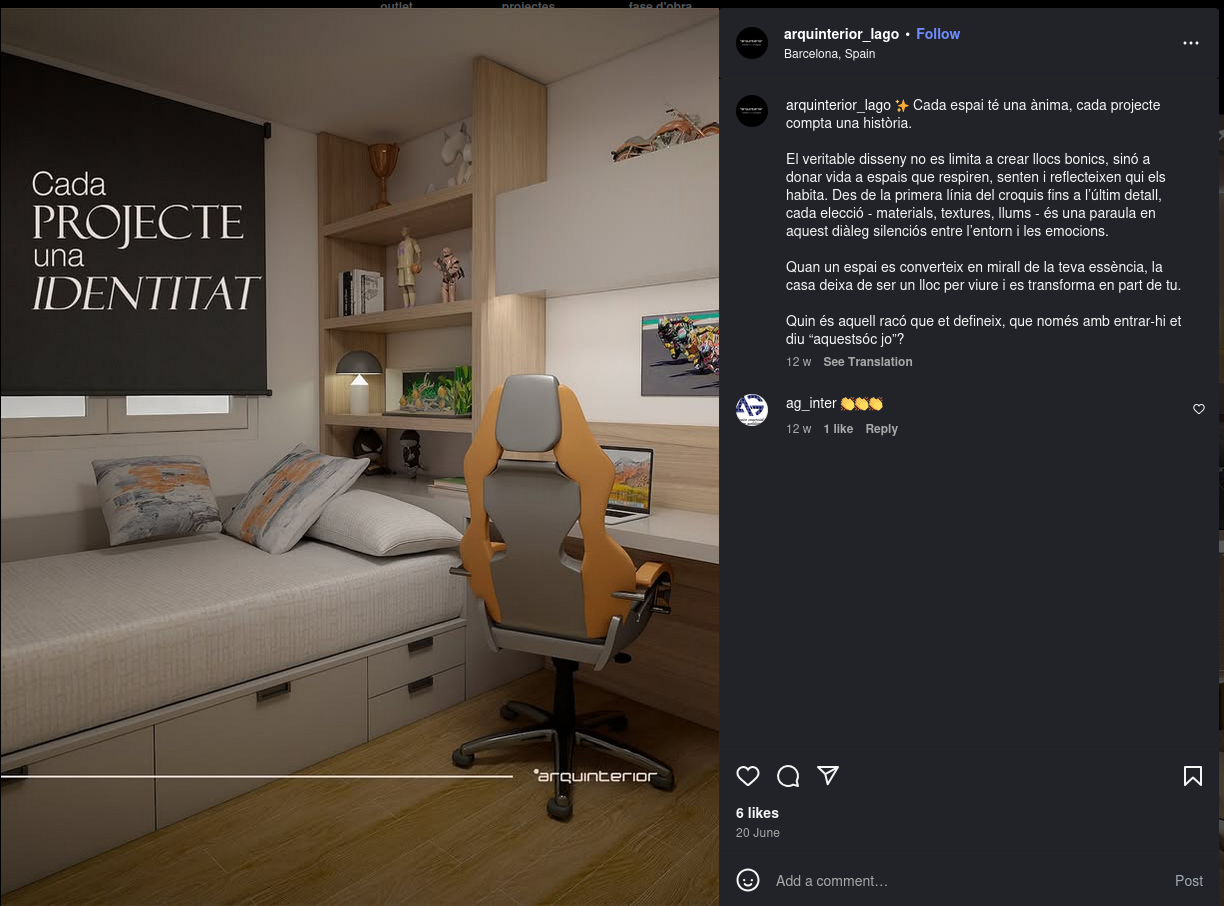 outlet projectes fase d'obra
Cada
PROJECTE
una
IDENTITAT
arquinterior
arquinterior_lago • Follow
Barcelona, Spain
arquinterior_lago ✨ Cada espai té una ànima, cada projecte
compta una història.
El veritable disseny no es limita a crear llocs bonics, sinó a
donar vida a espais que respiren, senten i reflecteixen qui els
habita. Des de la primera línia del croquis fins a l’últim detall,
cada elecció - materials, textures, llums - és una paraula en
aquest diàleg silenciós entre l’entorn i les emocions.
Quan un espai es converteix en mirall de la teva essència, la
casa deixa de ser un lloc per viure i es transforma en part de tu.
Quin és aquell racó que et defineix, que només amb entrar-hi et
diu “aquestsóc jo”?
12 w See Translation
ag_inter 👏👏👏
12 w 1 like Reply
6 likes
20 June
Add a comment…
Post